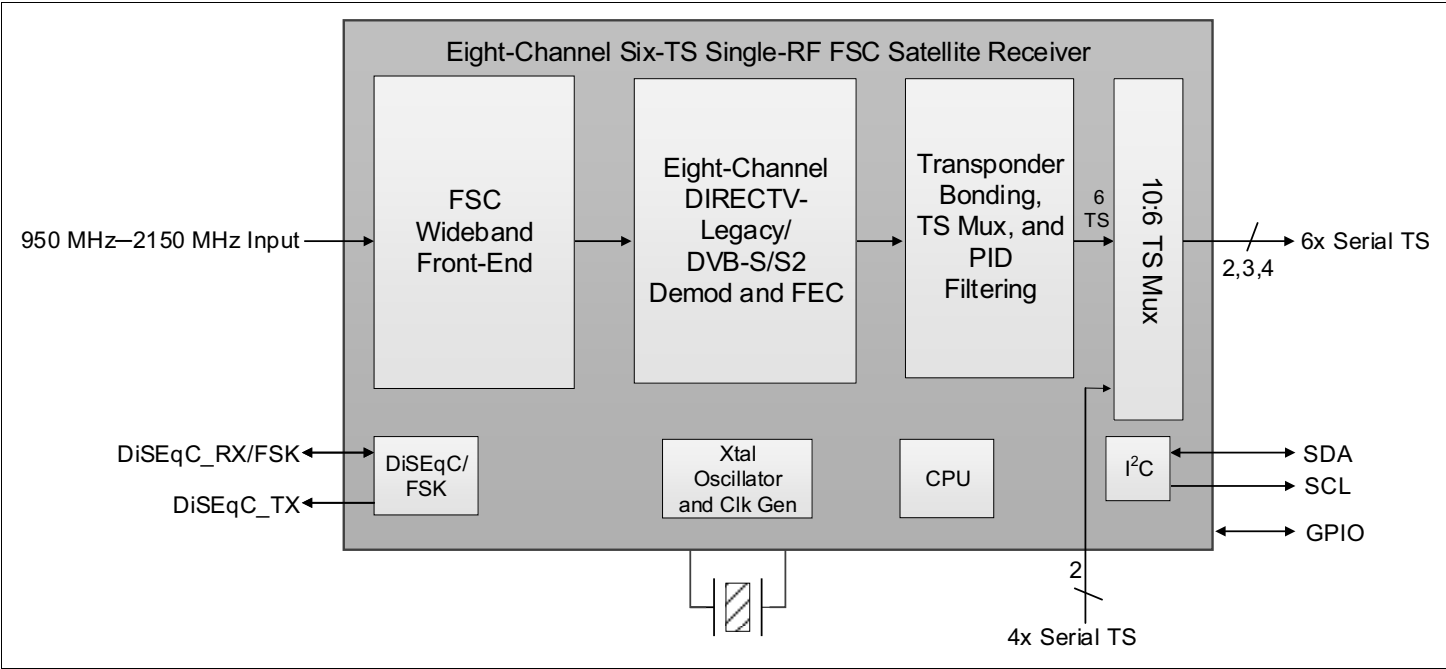 Eight-Channel Six-TS Single-RF FSC Satellite Receiver
950 MHz—2150 MHz Input
FSC
Wideband
Front-End
Eight-Channel
DIRECTV-
Legacy/
DVB-S/S2
Demod and FEC
Transponder
Bonding,
TS Mux, and
PID
Filtering
6
TS
10:6 TS Mux
2,3,4
6x Serial TS
DiSEqC_RX/FSK
DiSEqC_TX
DiSEqC/
FSK
Xtal
Oscillator
and Clk Gen
CPU
I²C
SDA
SCL
GPIO
2
4x Serial TS